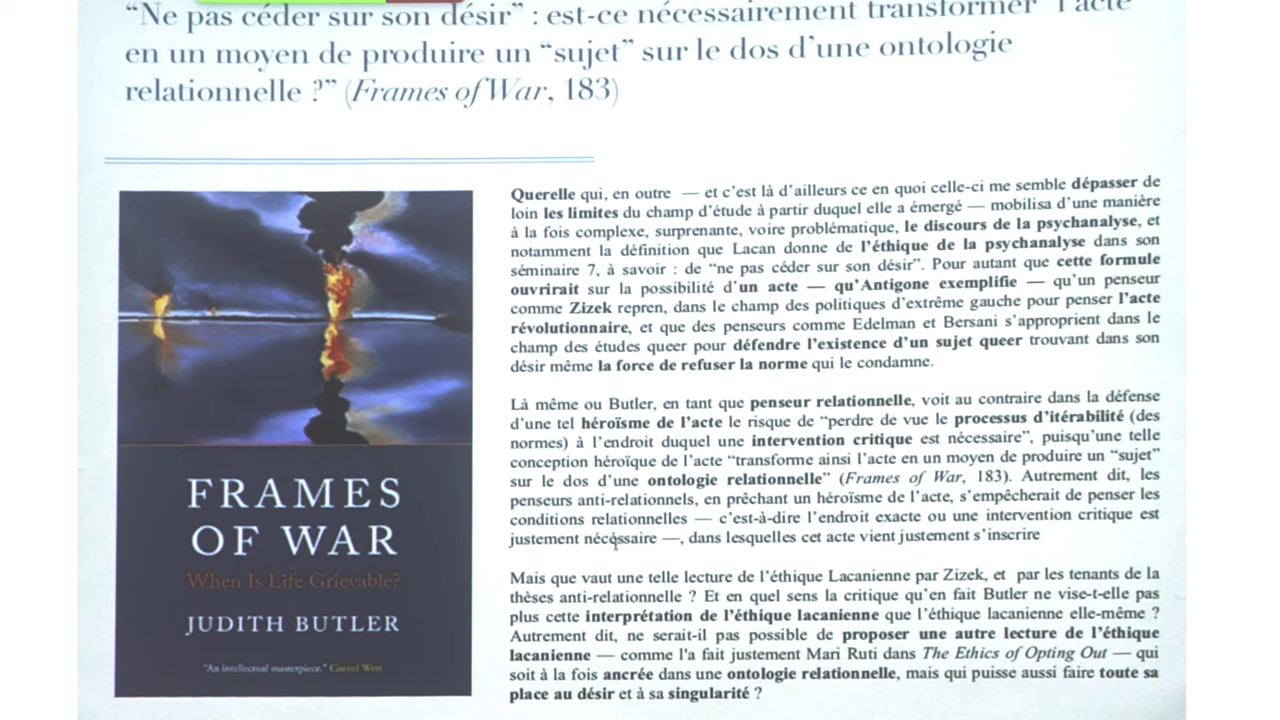 “Ne pas céder sur son désir” : est-ce nécessairement transformer “l’acte
en un moyen de produire un “sujet” sur le dos d’une ontologie
relationnelle ?” (Frames of War, 183)
FRAMES
OF WAR
When Is Life Grievable?
JUDITH BUTLER
“An intellectual masterpiece.” Cornel West
Querelle qui, en outre — et c’est là d’ailleurs ce en quoi celle-ci me semble dépasser de
loin les limites du champ d’étude à partir duquel elle a émergé — mobilisa d’une manière
à la fois complexe, surprenante, voire problématique, le discours de la psychanalyse, et
notamment la définition que Lacan donne de l’éthique de la psychanalyse dans son
séminaire 7, à savoir : de “ne pas céder sur son désir”. Pour autant que cette formule
ouvrirait sur la possibilité d’un acte — qu’Antigone exemplifie — qu’un penseur
comme Zizek repren, dans le champ des politiques d’extrême gauche pour penser l’acte
révolutionnaire, et que des penseurs comme Edelman et Bersani s’approprient dans le
champ des études queer pour défendre l’existence d’un sujet queer trouvant dans son
désir même la force de refuser la norme qui le condamne.
Là même ou Butler, en tant que penseur relationnelle, voit au contraire dans la défense
d’une tel héroïsme de l’acte le risque de “perdre de vue le processus d’itérabilité (des
normes) à l’endroit duquel une intervention critique est nécessaire”, puisqu’une telle
conception héroïque de l’acte “transforme ainsi l’acte en un moyen de produire un “sujet”
sur le dos d’une ontologie relationnelle” (Frames of War, 183). Autrement dit, les
penseurs anti-relationnels, en prêchant un héroïsme de l’acte, s’empêcherait de penser les
conditions relationnelles — c’est-à-dire l’endroit exacte ou une intervention critique est
justement nécéssaire —, dans lesquelles cet acte vient justement s’inscrire
Mais que vaut une telle lecture de l’éthique Lacanienne par Zizek, et par les tenants de la
thèses anti-relationnelle ? Et en quel sens la critique qu’en fait Butler ne vise-t-elle pas
plus cette interprétation de l’éthique lacanienne que l’éthique lacanienne elle-même ?
Autrement dit, ne serait-il pas possible de proposer une autre lecture de l’éthique
lacanienne — comme l'a fait justement Mari Ruti dans The Ethics of Opting Out — qui
soit à la fois ancrée dans une ontologie relationnelle, mais qui puisse aussi faire toute sa
place au désir et à sa singularité ?